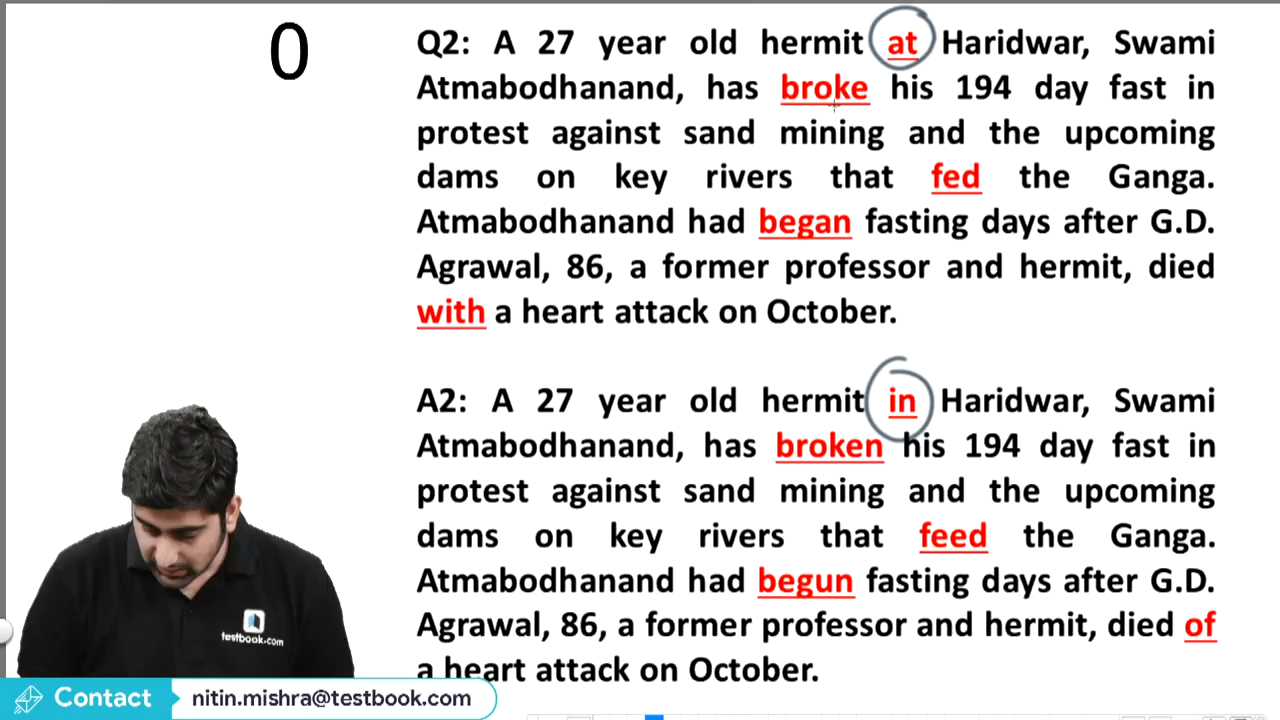 0
Q2: A 27 year old hermit at Haridwar, Swami
Atmabodhanand, has broke his 194 day fast in
protest against sand mining and the upcoming
dams on key rivers that fed the Ganga.
Atmabodhanand had began fasting days after G.D.
Agrawal, 86, a former professor and hermit, died
with a heart attack on October.
A2: A 27 year old hermit in Haridwar, Swami
Atmabodhanand, has broken his 194 day fast in
protest against sand mining and the upcoming
dams on key rivers that feed the Ganga.
Atmabodhanand had begun fasting days after G.D.
Agrawal, 86, a former professor and hermit, died of
a heart attack on October.
testbook.com
Contact nitin.mishra@testbook.com